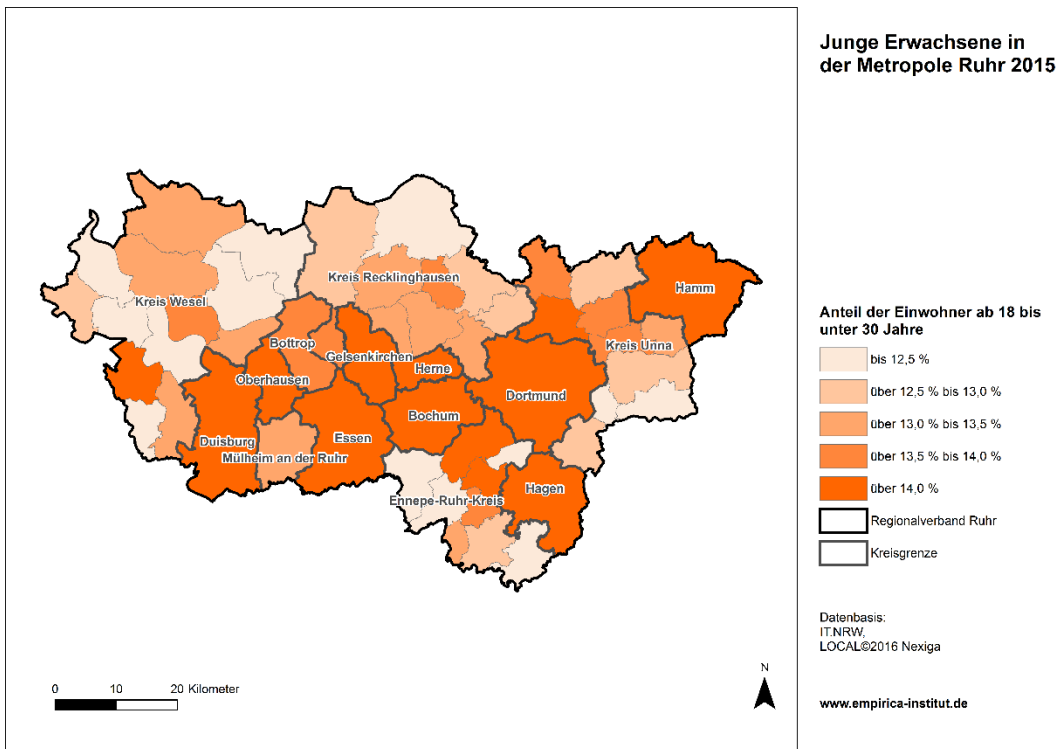 Junge Erwachsene in
der Metropole Ruhr 2015
Kreis Recklinghausen
Hamm
Kreis Wesel
Kreis Unna
Bottrop
Gelsenkirchen
Herne
Oberhausen
Dortmund
Bochum
Essen
Duisburg
Mülheim an der Ruhr
Hagen
Ennepe-Ruhr-Kreis
Anteil der Einwohner ab 18 bis
unter 30 Jahre
bis 12,5 %
über 12,5 % bis 13,0 %
über 13,0 % bis 13,5 %
über 13,5 % bis 14,0 %
über 14,0 %
Regionalverband Ruhr
Kreisgrenze
Datenbasis:
IT.NRW,
LOCAL©2016 Nexiga
N
0 10 20 Kilometer
www.empirica-institut.de